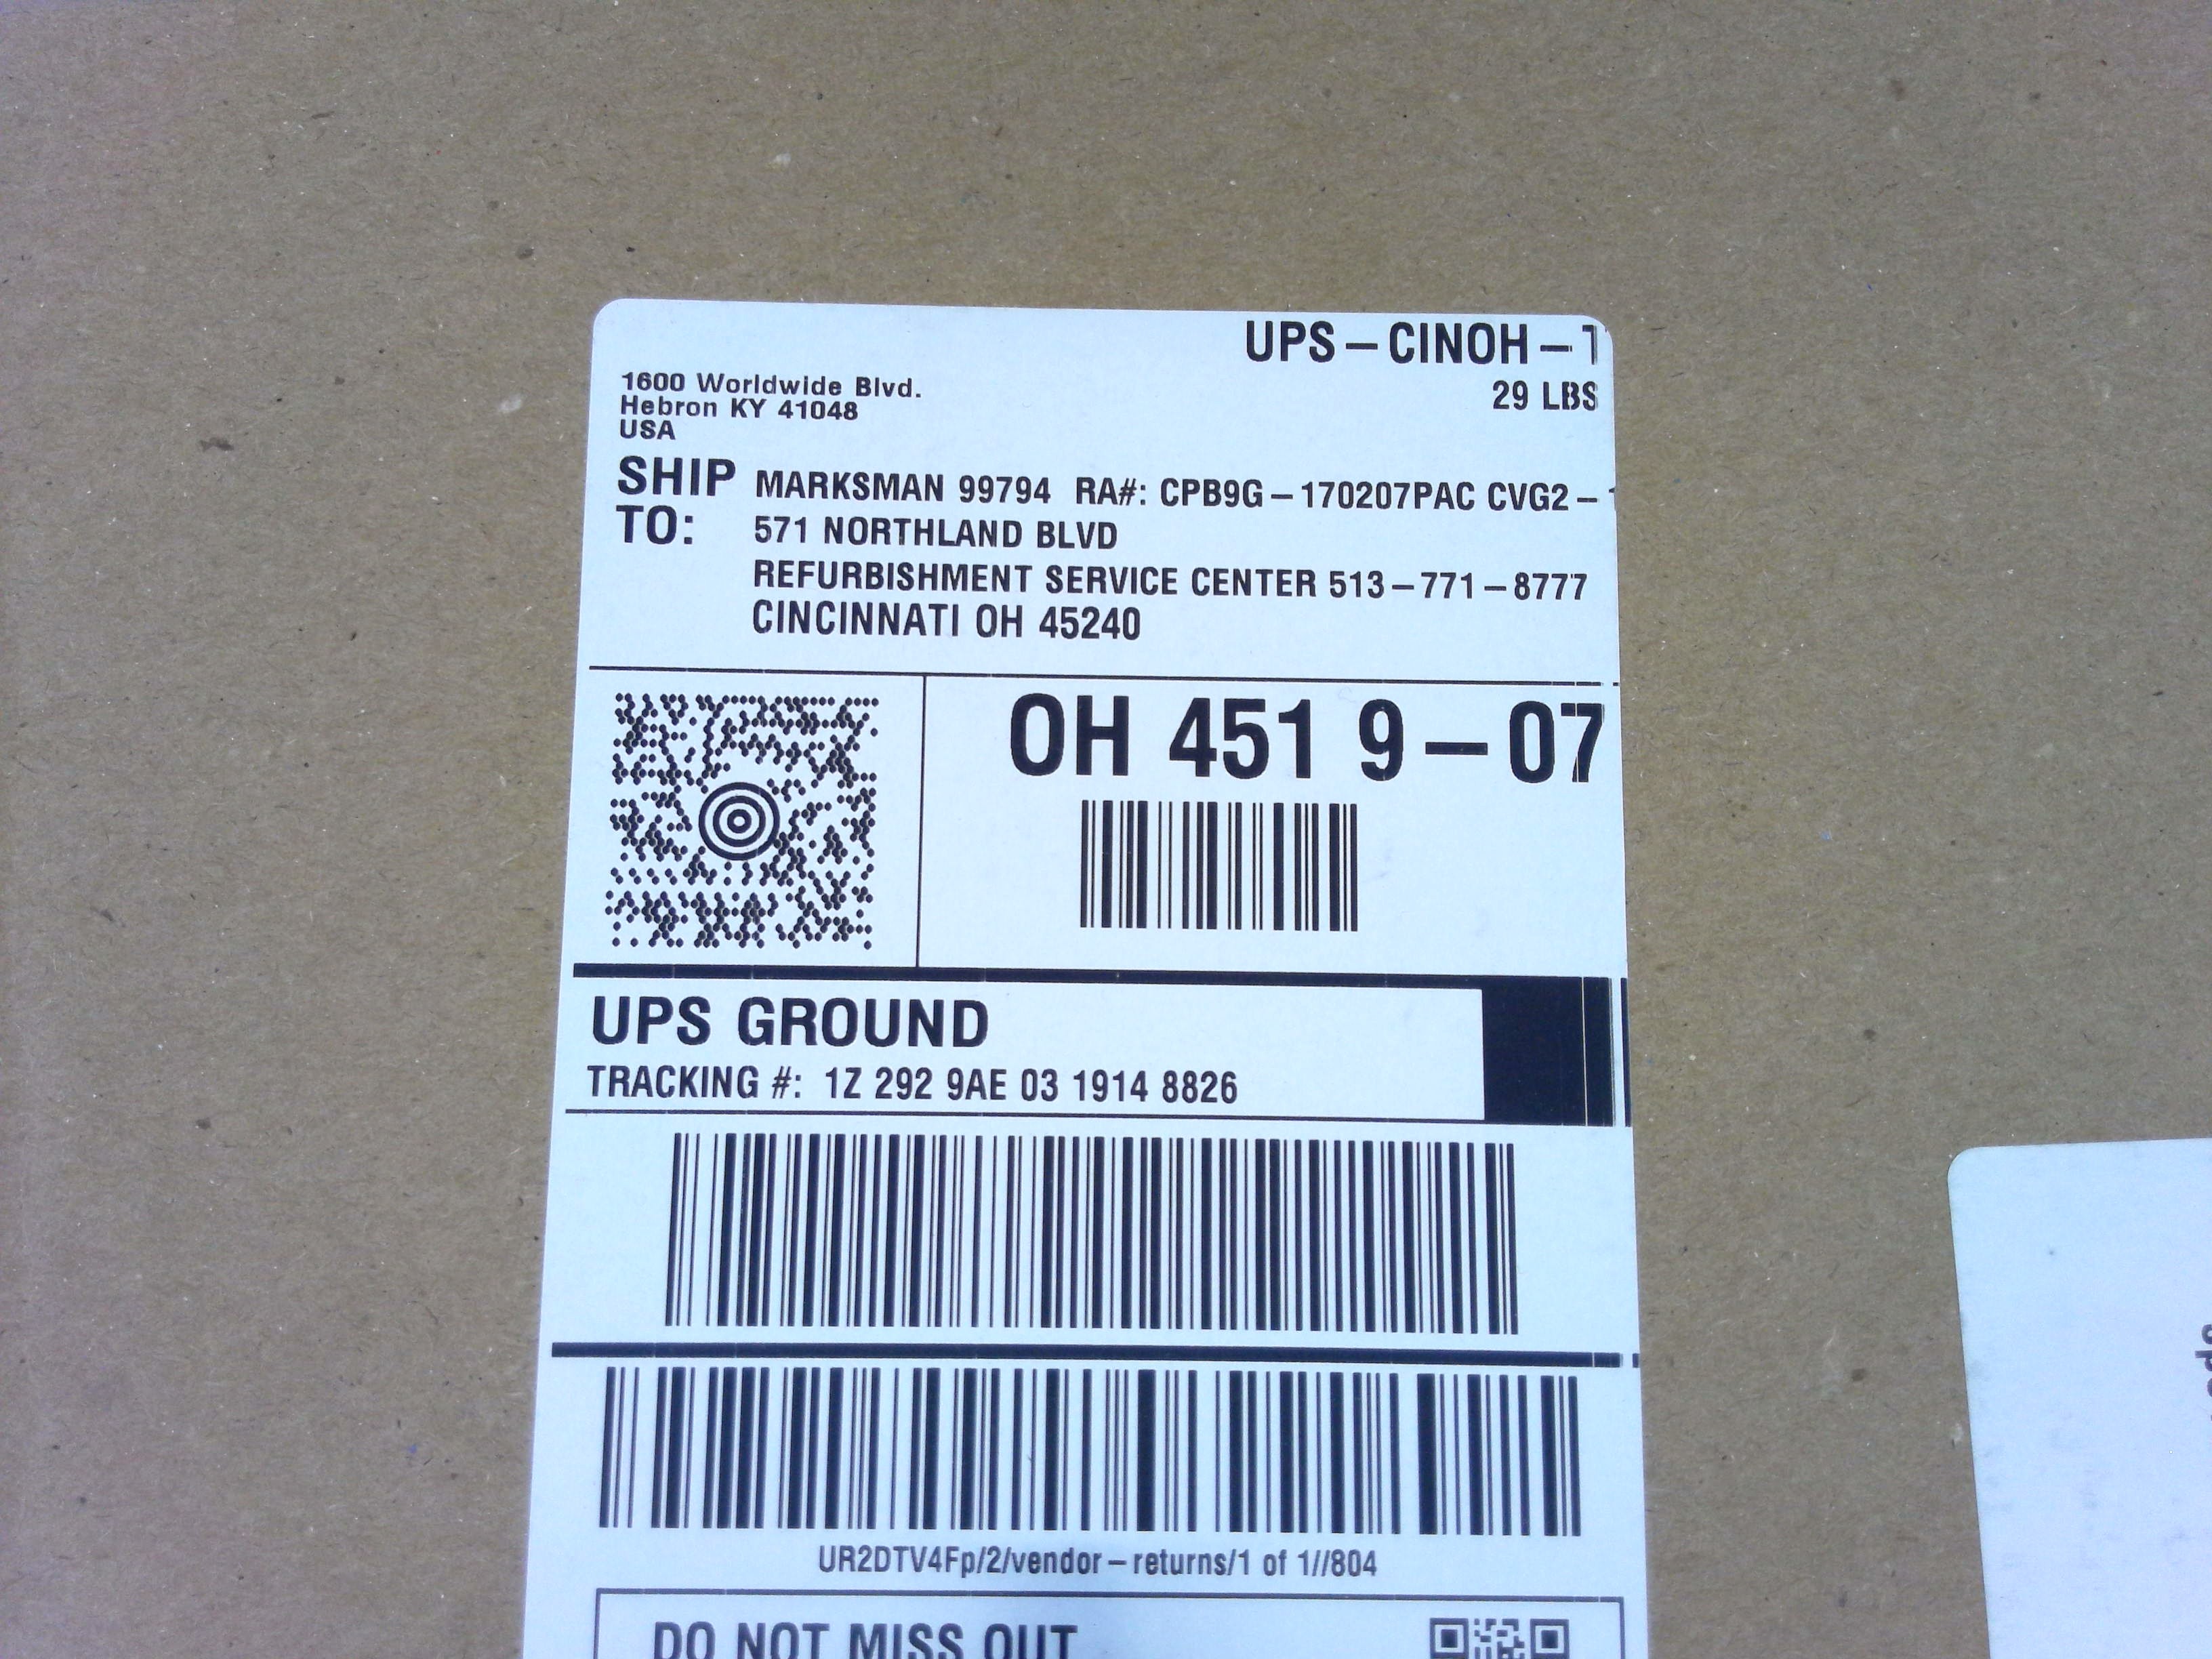 UPS – CINOH – 1
29 LBS
1600 Worldwide Blvd.
Hebron KY 41048
USA
SHIP TO:
MARKSMAN 99794 RA#: CPB9G – 170207PAC CVG2 –
571 NORTHLAND BLVD
REFURBISHMENT SERVICE CENTER 513 – 771 – 8777
CINCINNATI OH 45240
OH 451 9 – 07
UPS GROUND
TRACKING #: 1Z 292 9AE 03 1914 8826
UR2DTV4Fp/2/vendor – returns/1 of 1//804
DO NOT MISS OUT